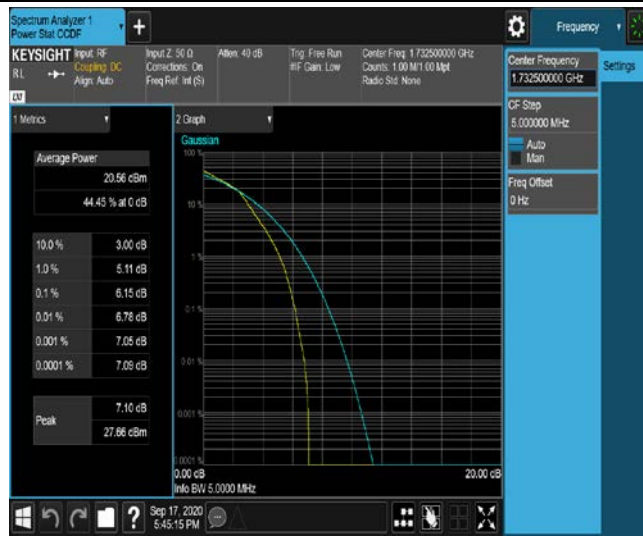 Spectrum Analyzer 1
Power Stat CCDF
Frequency
KEYSIGHT
Input: RF
Coupling: DC
Align: Auto
Input Z: 50 Ω
Corrections: On
Freq Ref: Int (S)
Atten: 40 dB
Trig: Free Run
#IF Gain: Low
Center Freq: 1.732500000 GHz
Counts: 1.00 M/1.00 Mpt
Radio Std: None
RL
LXI
Center Frequency
1.732500000 GHz
Settings
CF Step
5.000000 MHz
Auto
Man
Freq Offset
0 Hz
1 Metrics
Average Power
20.56 dBm
44.45 % at 0 dB
10.0 % 3.00 dB
1.0 % 5.11 dB
0.1 % 6.15 dB
0.01 % 6.78 dB
0.001 % 7.05 dB
0.0001 % 7.09 dB
Peak
7.10 dB
27.66 dBm
2 Graph
Gaussian
100 %
10 %
1 %
0.1 %
0.01 %
0.001 %
0.0001 %
0.00 dB
20.00 dB
Info BW 5.0000 MHz
?
Sep 17, 2020
5:45:15 PM